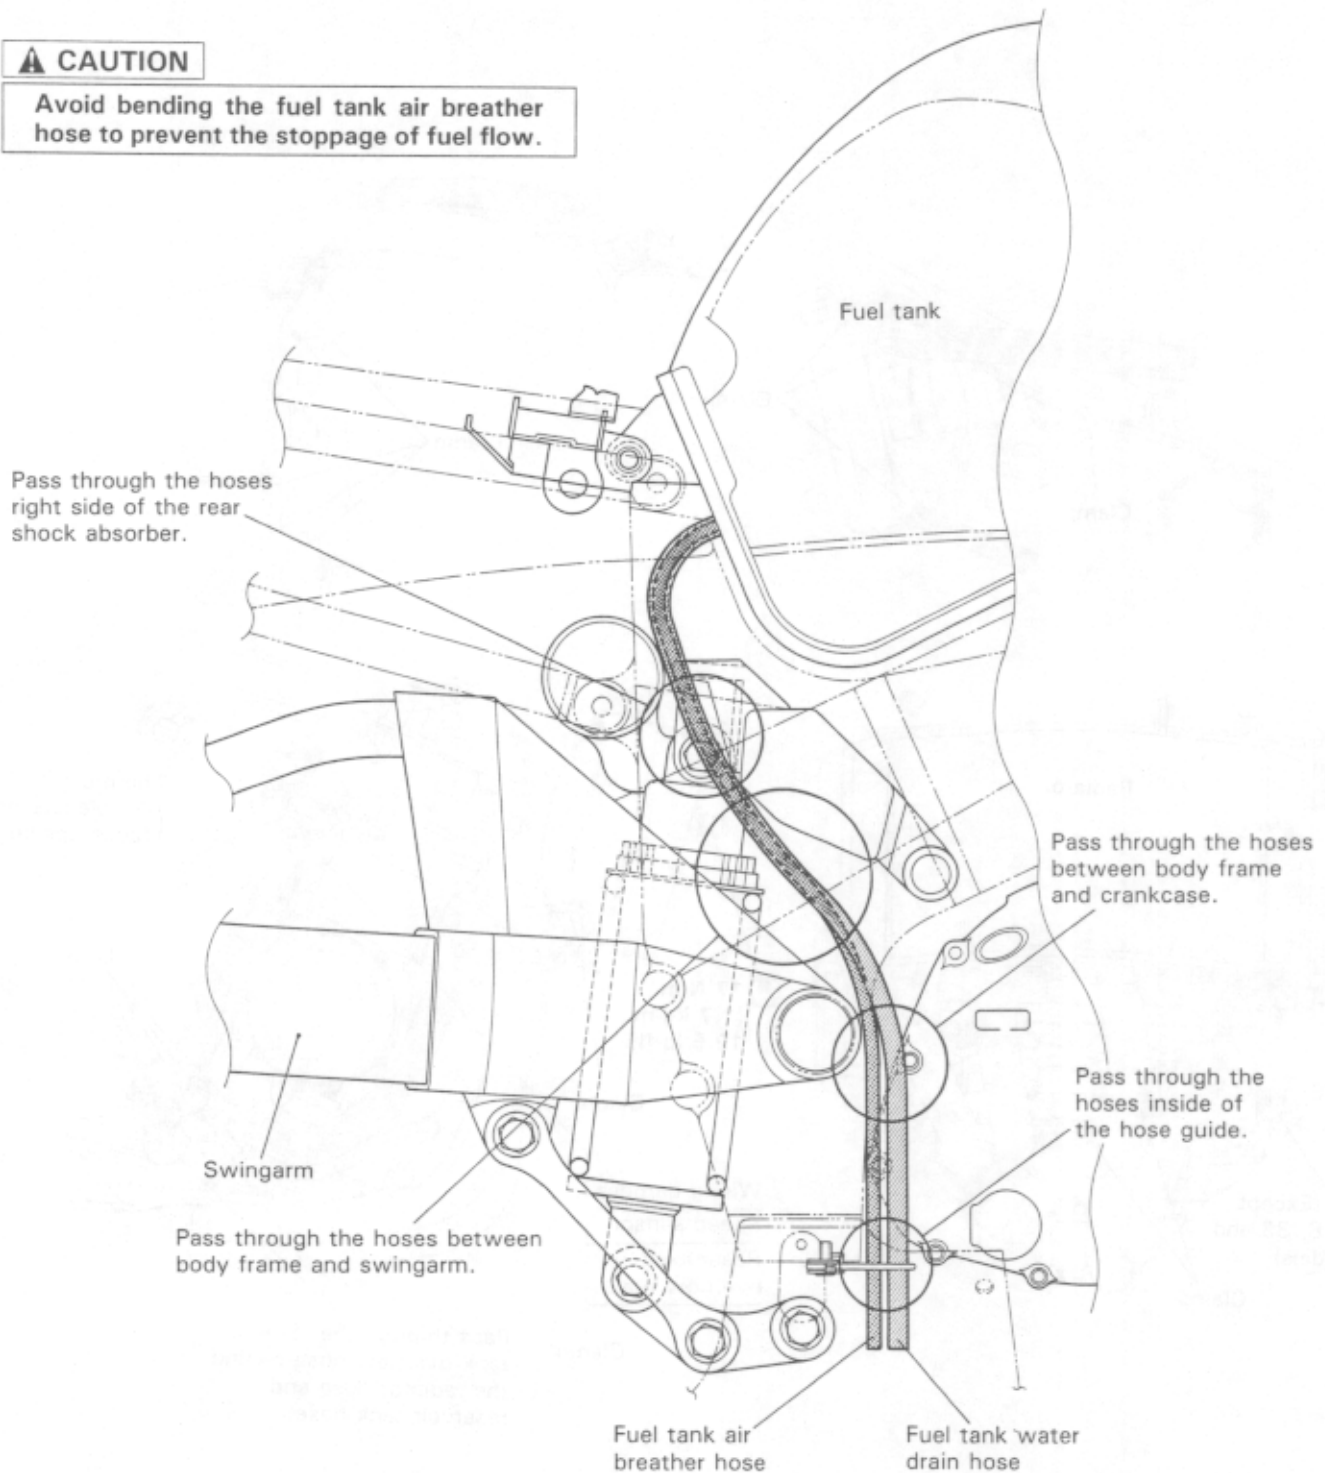 CAUTION
Avoid bending the fuel tank air breather
hose to prevent the stoppage of fuel flow.
Fuel tank
Pass through the hoses
right side of the rear
shock absorber.
Pass through the hoses
between body frame
and crankcase.
Pass through the
hoses inside of
the hose guide.
Swingarm
Pass through the hoses between
body frame and swingarm.
Fuel tank air
breather hose
Fuel tank water
drain hose